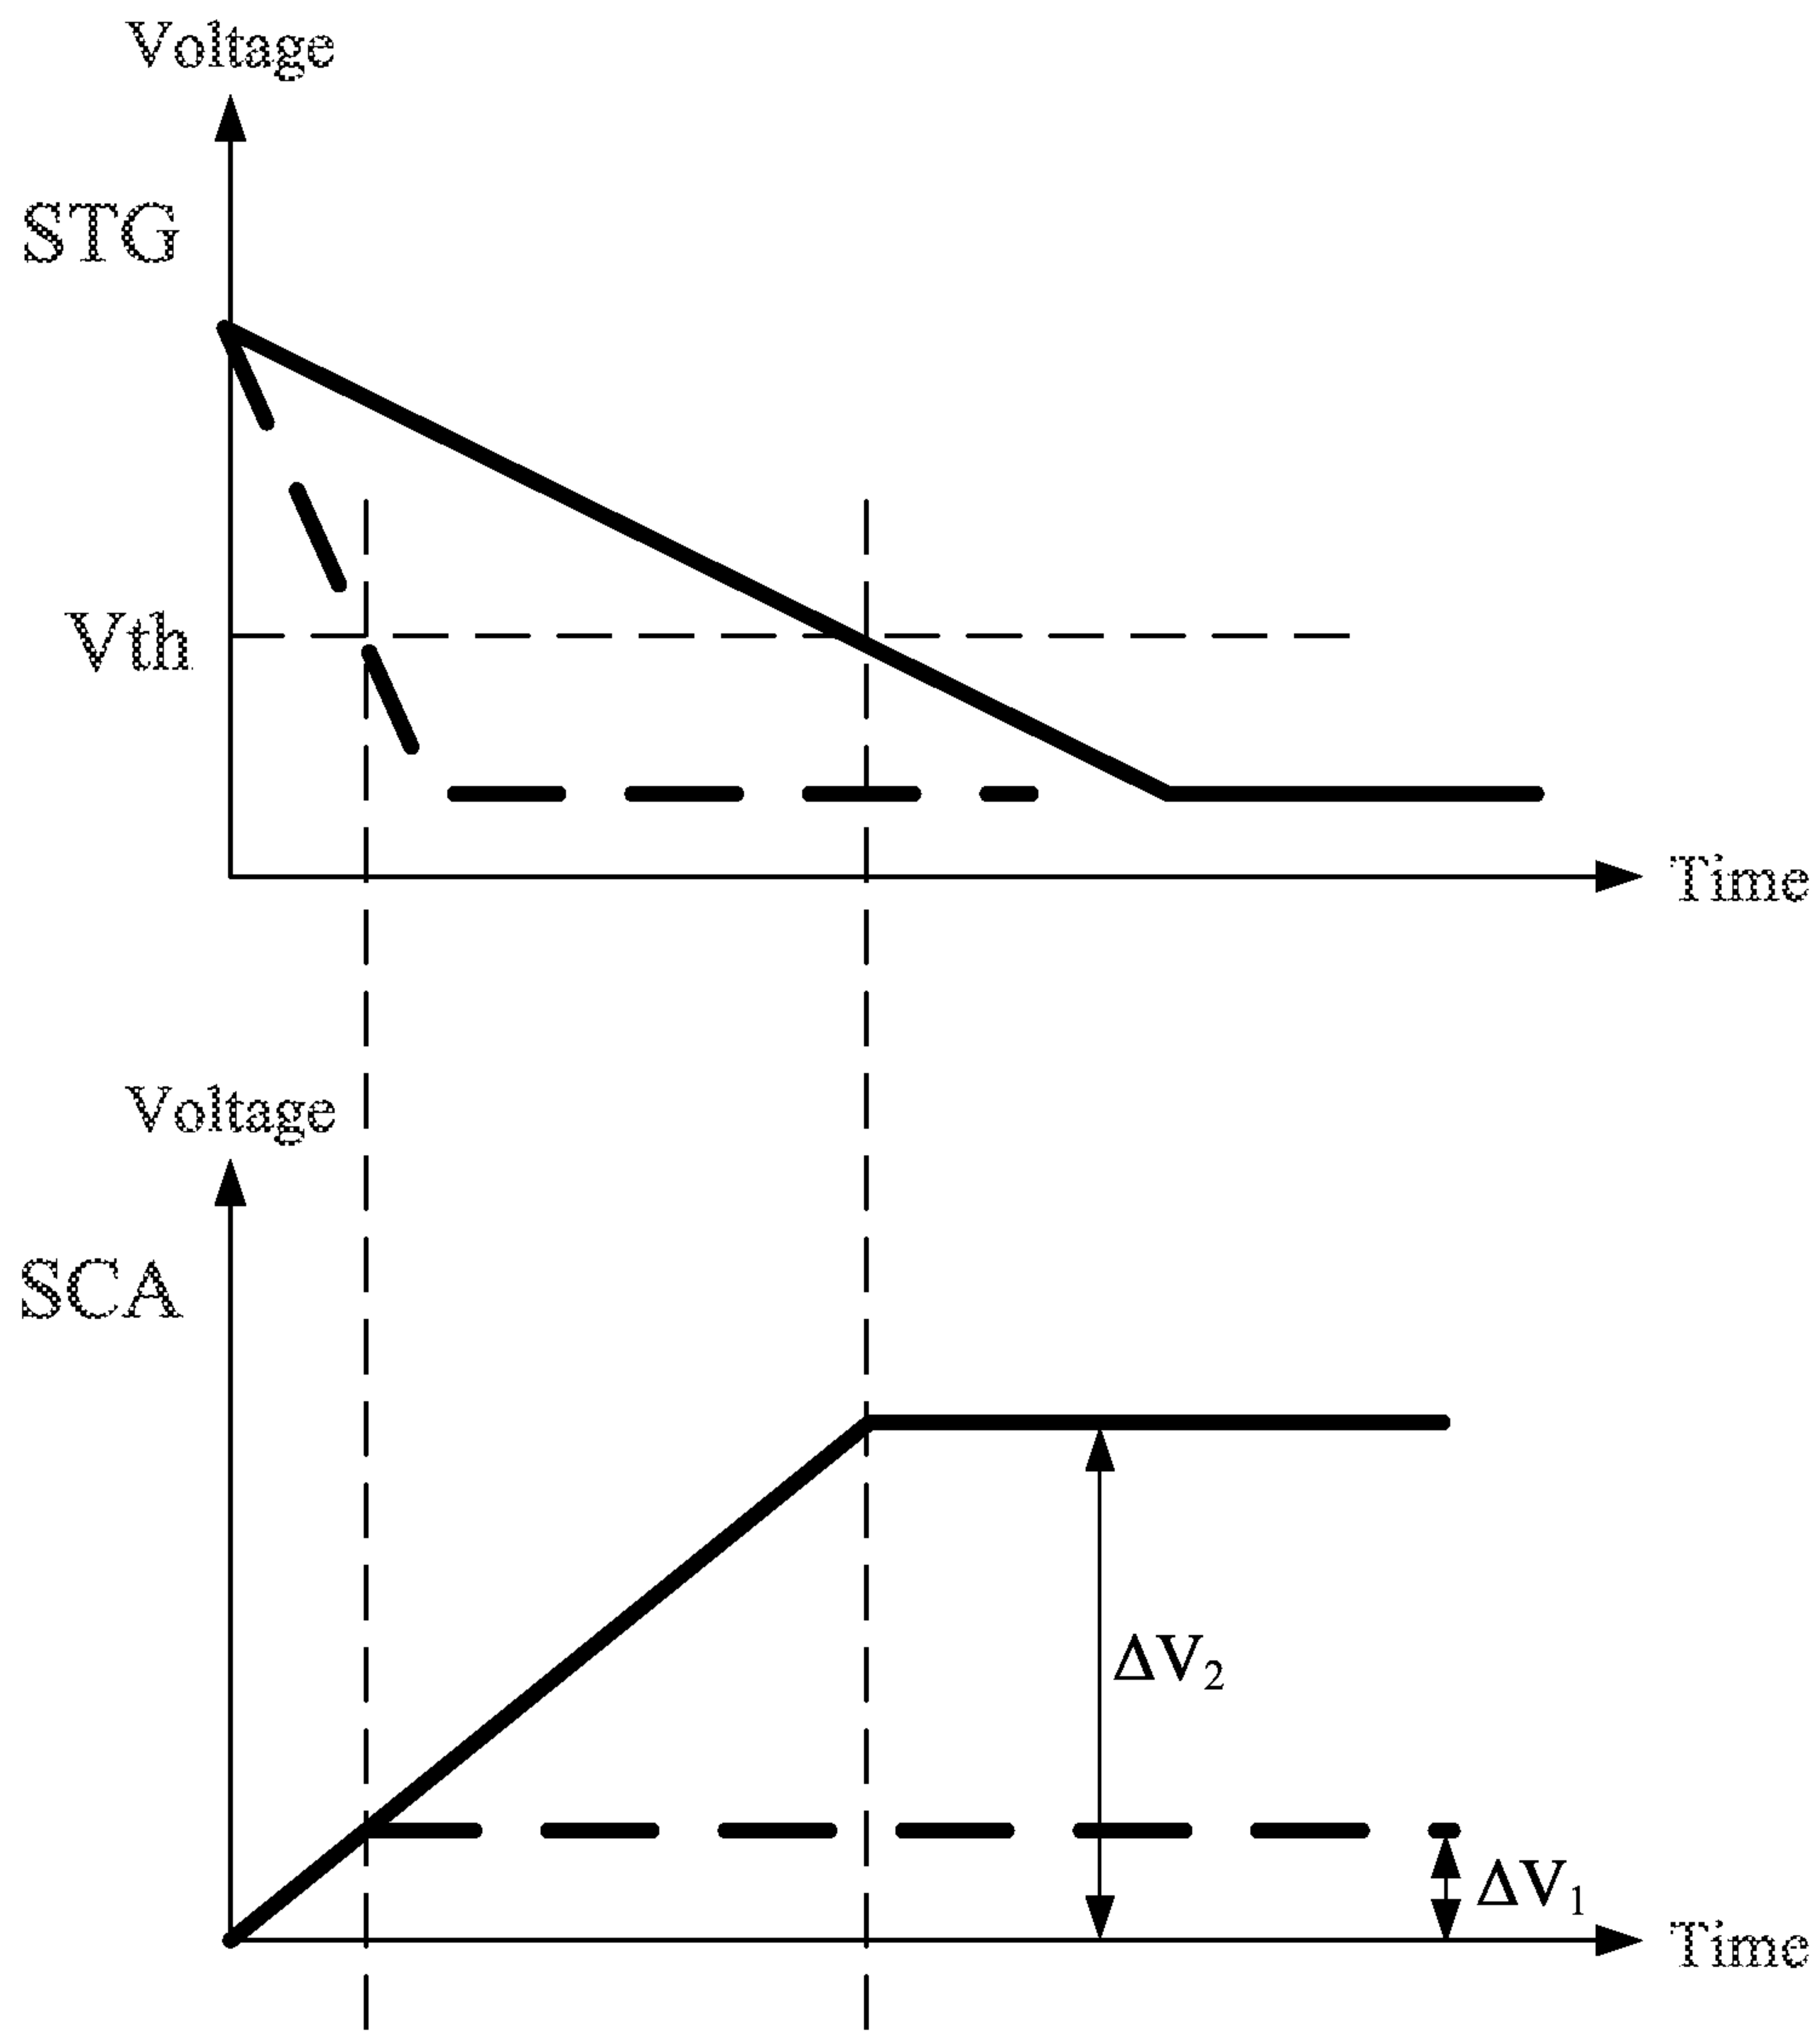 Voltage
STG
Vth
Time
Voltage
SCA
ΔV₂
ΔV₁
Time